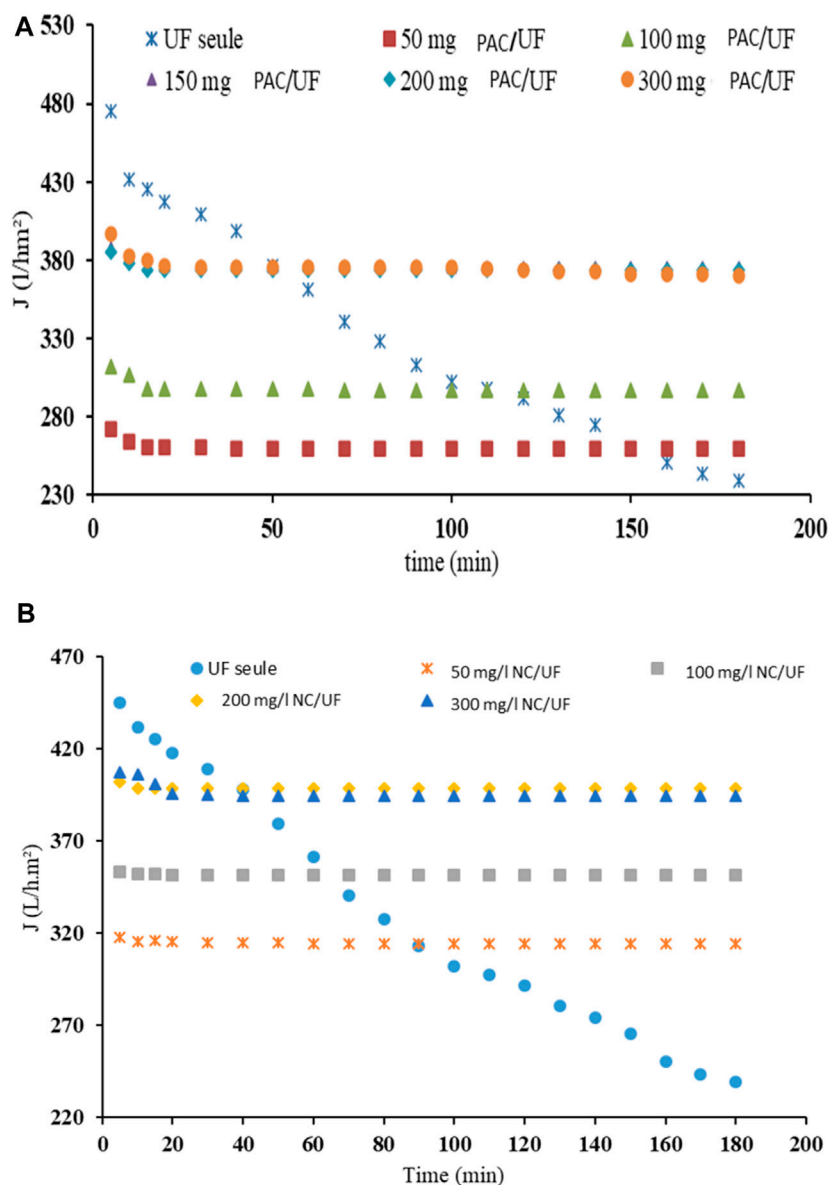 A
530
480
430
380
330
280
230
J (l/hm²)
UF seule
50 mg PAC/UF
100 mg PAC/UF
150 mg PAC/UF
200 mg PAC/UF
300 mg PAC/UF
0 50 100 150 200
time (min)
B
470
420
370
320
270
220
J (L/h.m²)
UF seule
50 mg/l NC/UF
100 mg/l NC/UF
200 mg/l NC/UF
300 mg/l NC/UF
0 20 40 60 80 100 120 140 160 180 200
Time (min)